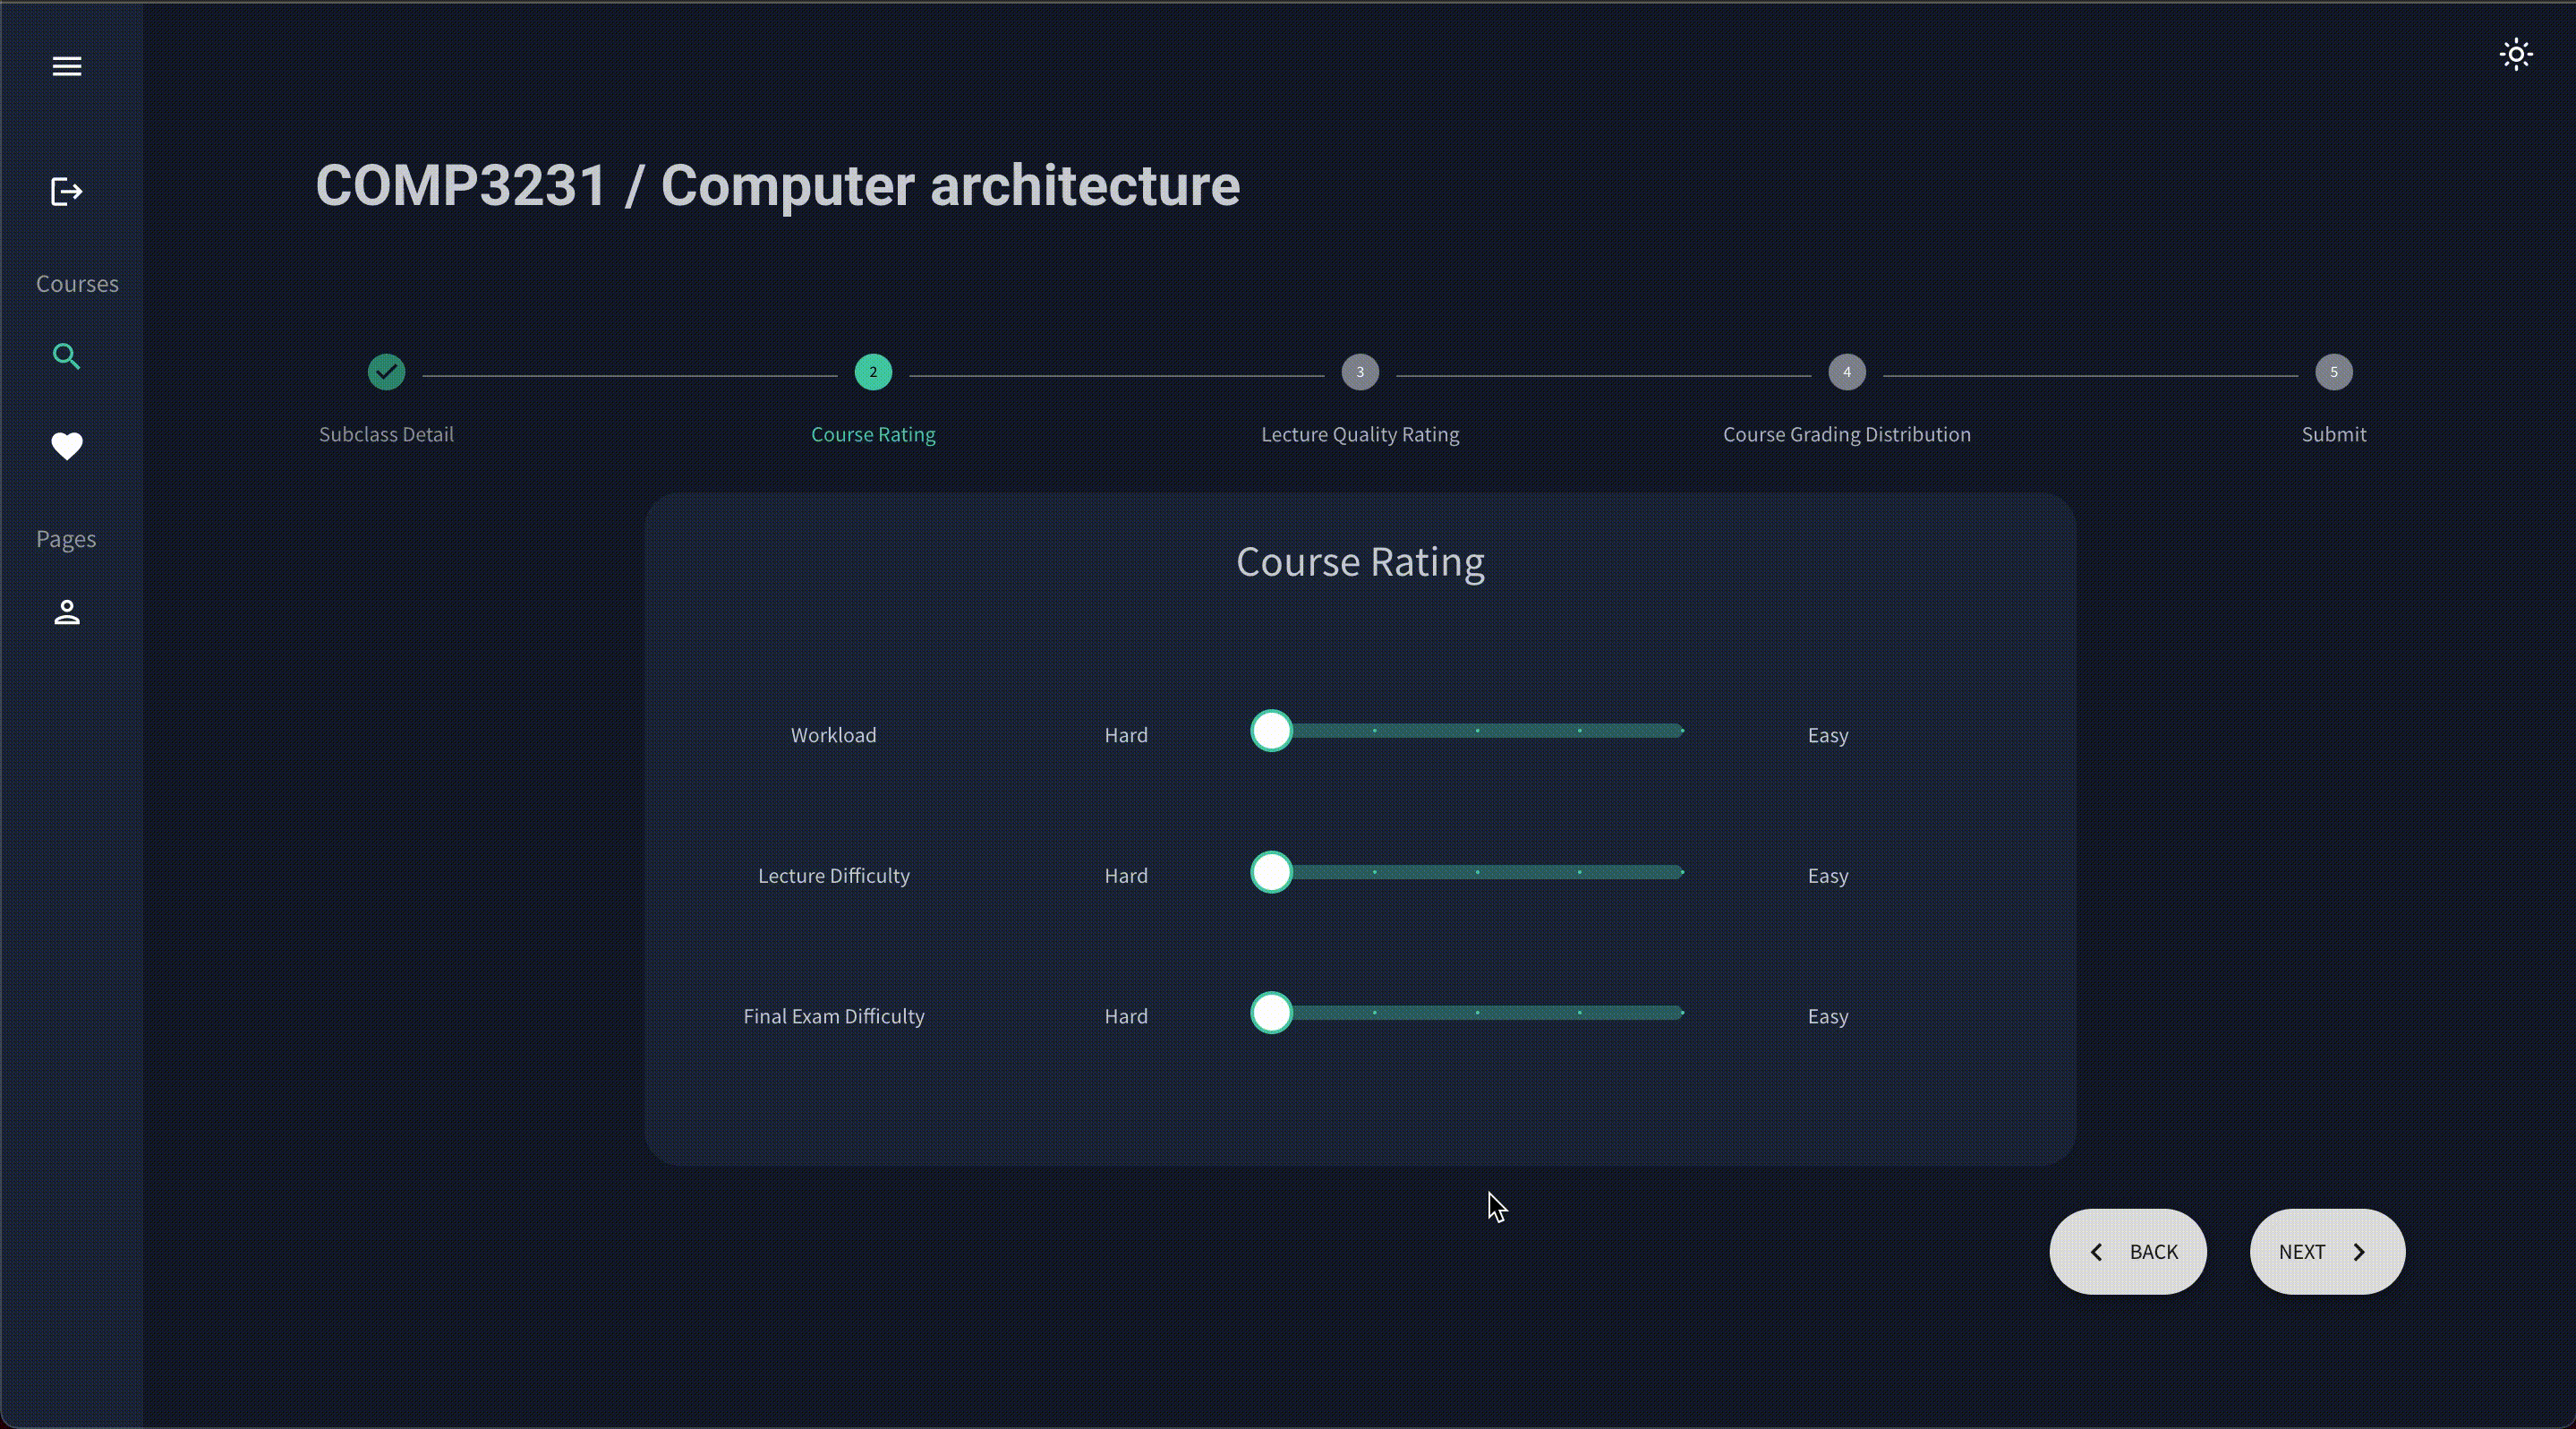 COMP3231 / Computer architecture
Courses
Pages
2
3
4
5
Subclass Detail
Course Rating
Lecture Quality Rating
Course Grading Distribution
Submit
Course Rating
Workload Hard Easy
Lecture Difficulty Hard Easy
Final Exam Difficulty Hard Easy
BACK
NEXT